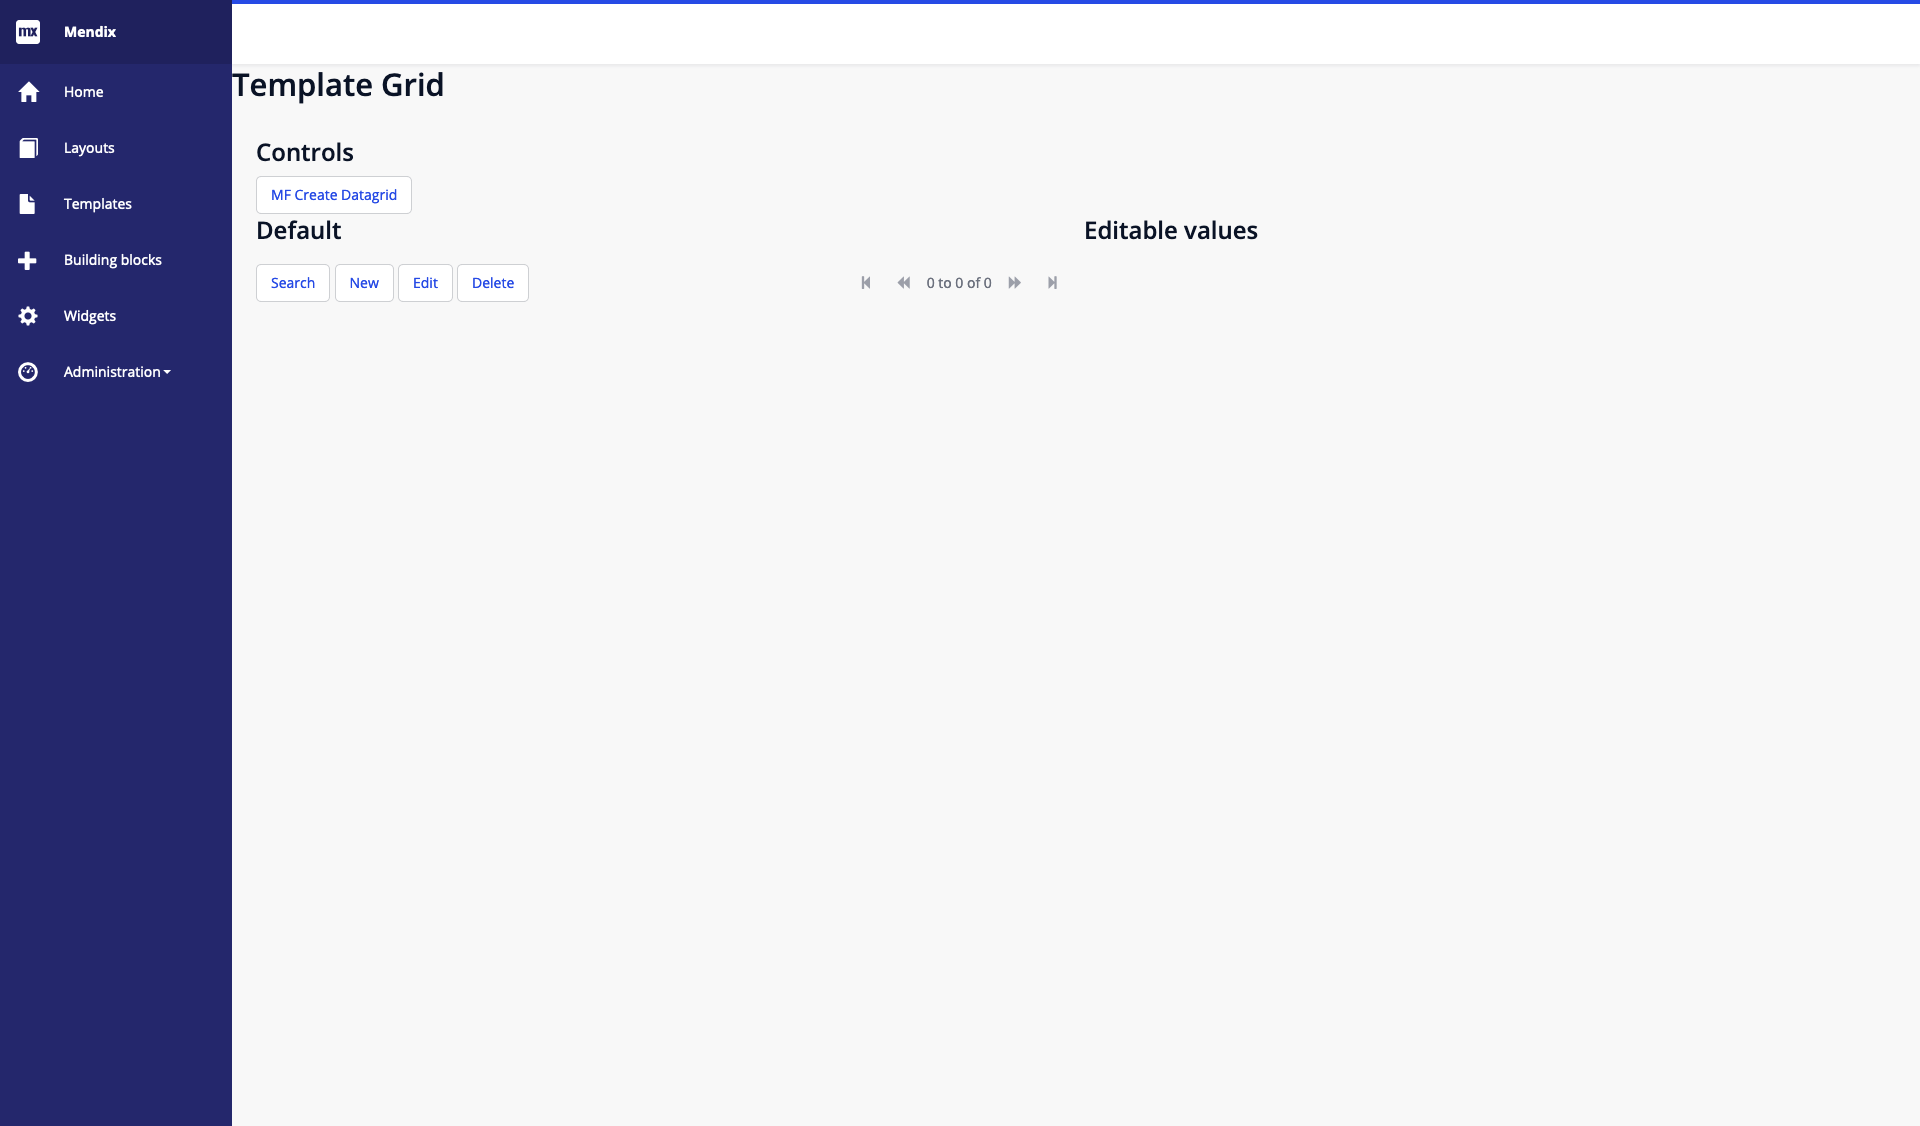 mx Mendix
Home
Layouts
Templates
Building blocks
Widgets
Administration
Template Grid
Controls
MF Create Datagrid
Default
Search New Edit Delete 0 to 0 of 0
Editable values